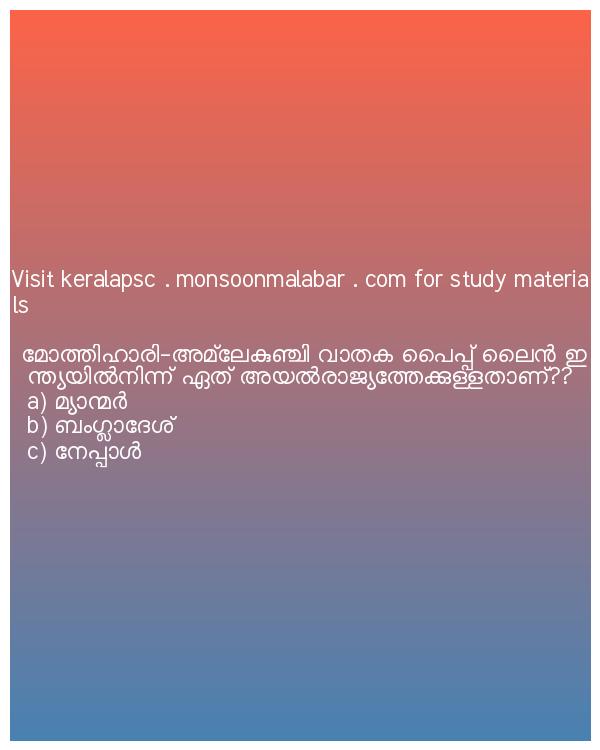 Visit keralapsc . monsoonmalabar . com for study materia
ls
മോത്തിഹാരി-അമ്ലേകുഞ്ചി വാതക പൈപ്പ് ലൈൻ ഇ
ന്ത്യയിൽനിന്ന് ഏത് അയൽരാജ്യത്തേക്കുള്ളതാണ്??
a) മ്യാന്മർ
b) ബംഗ്ലാദേശ്
c) നേപ്പാൾ